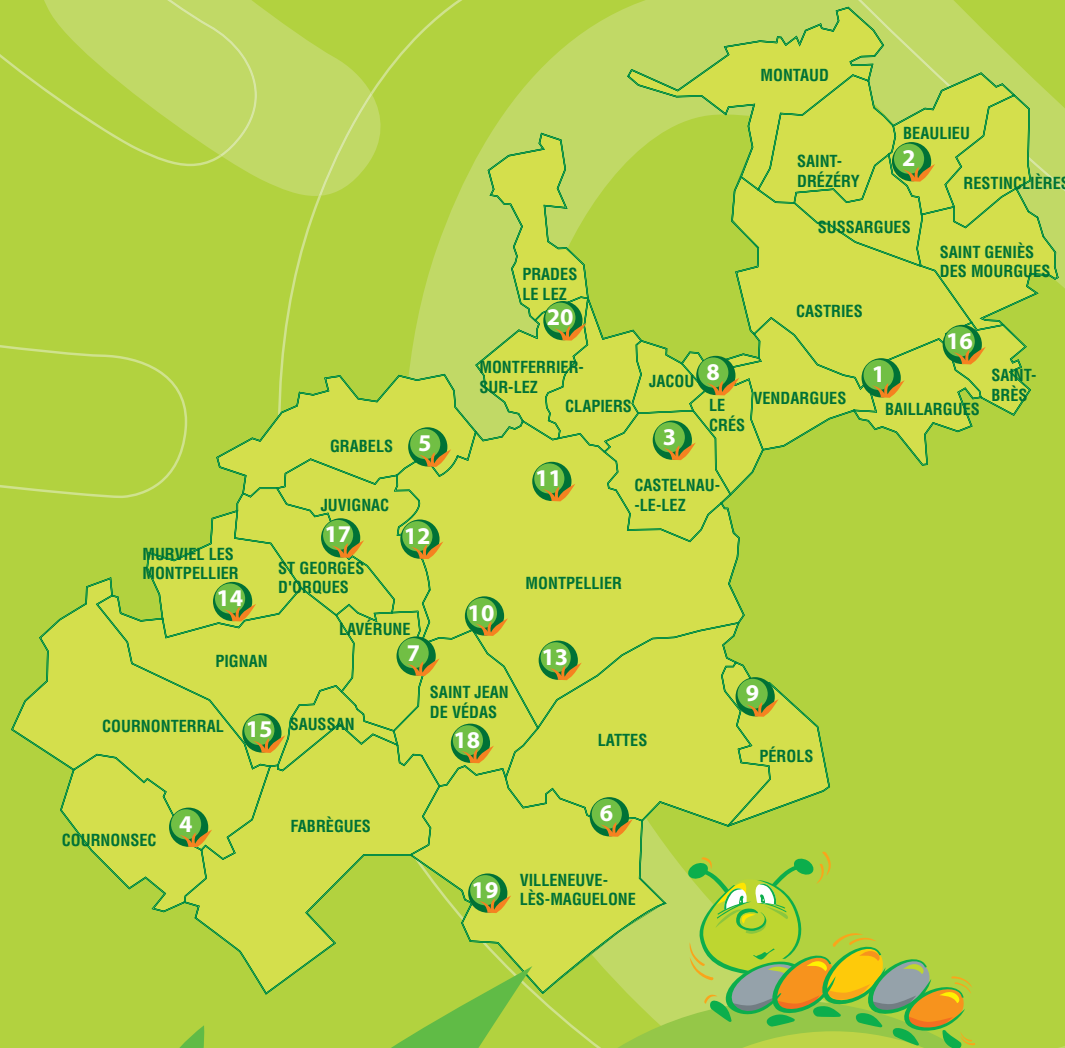 MONTAUD
BEAULIEU
2
SAINT-
DRÉZÉRY
RESTINCLIÈRES
SUSSARGUES
SAINT GENIÈS
DES MOURGUES
PRADES
LE LEZ
20
CASTRIES
16
MONTFERRIER-
SUR-LEZ
JACOU
8
1
SAINT-
BRÈS
CLAPIERS
LE
CRÉS
VENDARGUES
BAILLARGUES
GRABELS
5
3
11
CASTELNAU-
-LE-LEZ
JUVIGNAC
17
12
MURVIEL LES
MONTPELLIER
ST GEORGES
D'ORQUES
14
MONTPELLIER
10
LAVÉRUNE
7
13
PIGNAN
SAINT JEAN
DE VÉDAS
9
COURNONTERRAL
15
SAUSSAN
18
LATTES
PÉROLS
4
COURNONSEC
FABRÈGUES
6
19
VILLENEUVE-
LÈS-MAGUELONE